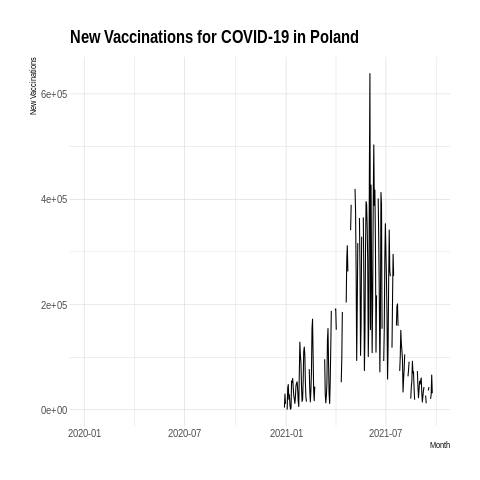 New Vaccinations for COVID-19 in Poland
New Vaccinations
6e+05
4e+05
2e+05
0e+00
2020-01
2020-07
2021-01
2021-07
Month